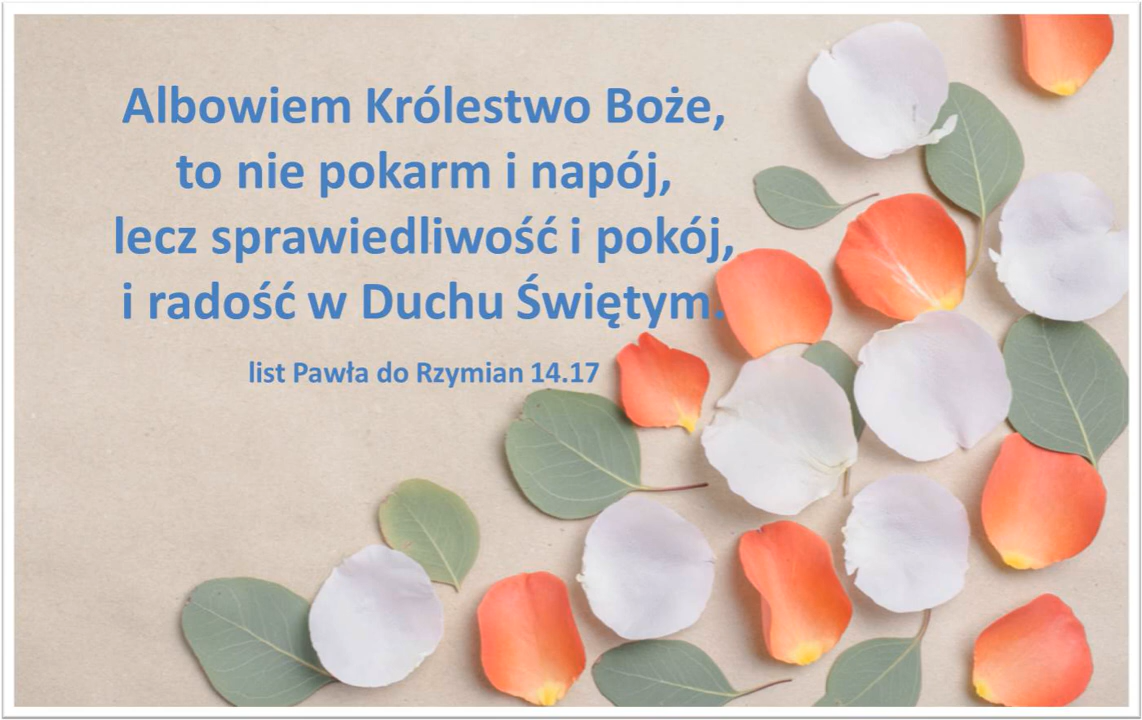 Albowiem Królestwo Boże,
to nie pokarm i napój,
lecz sprawiedliwość i pokój,
i radość w Duchu Świętym.
list Pawła do Rzymian 14.17